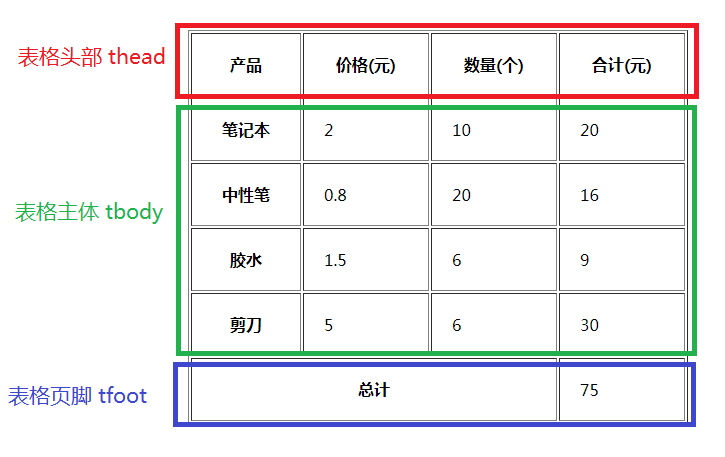 表格头部 thead
产品 价格(元) 数量(个) 合计(元)
笔记本 2 10 20
表格主体 tbody
中性笔 0.8 20 16
胶水 1.5 6 9
剪刀 5 6 30
表格页脚 tfoot
总计 75